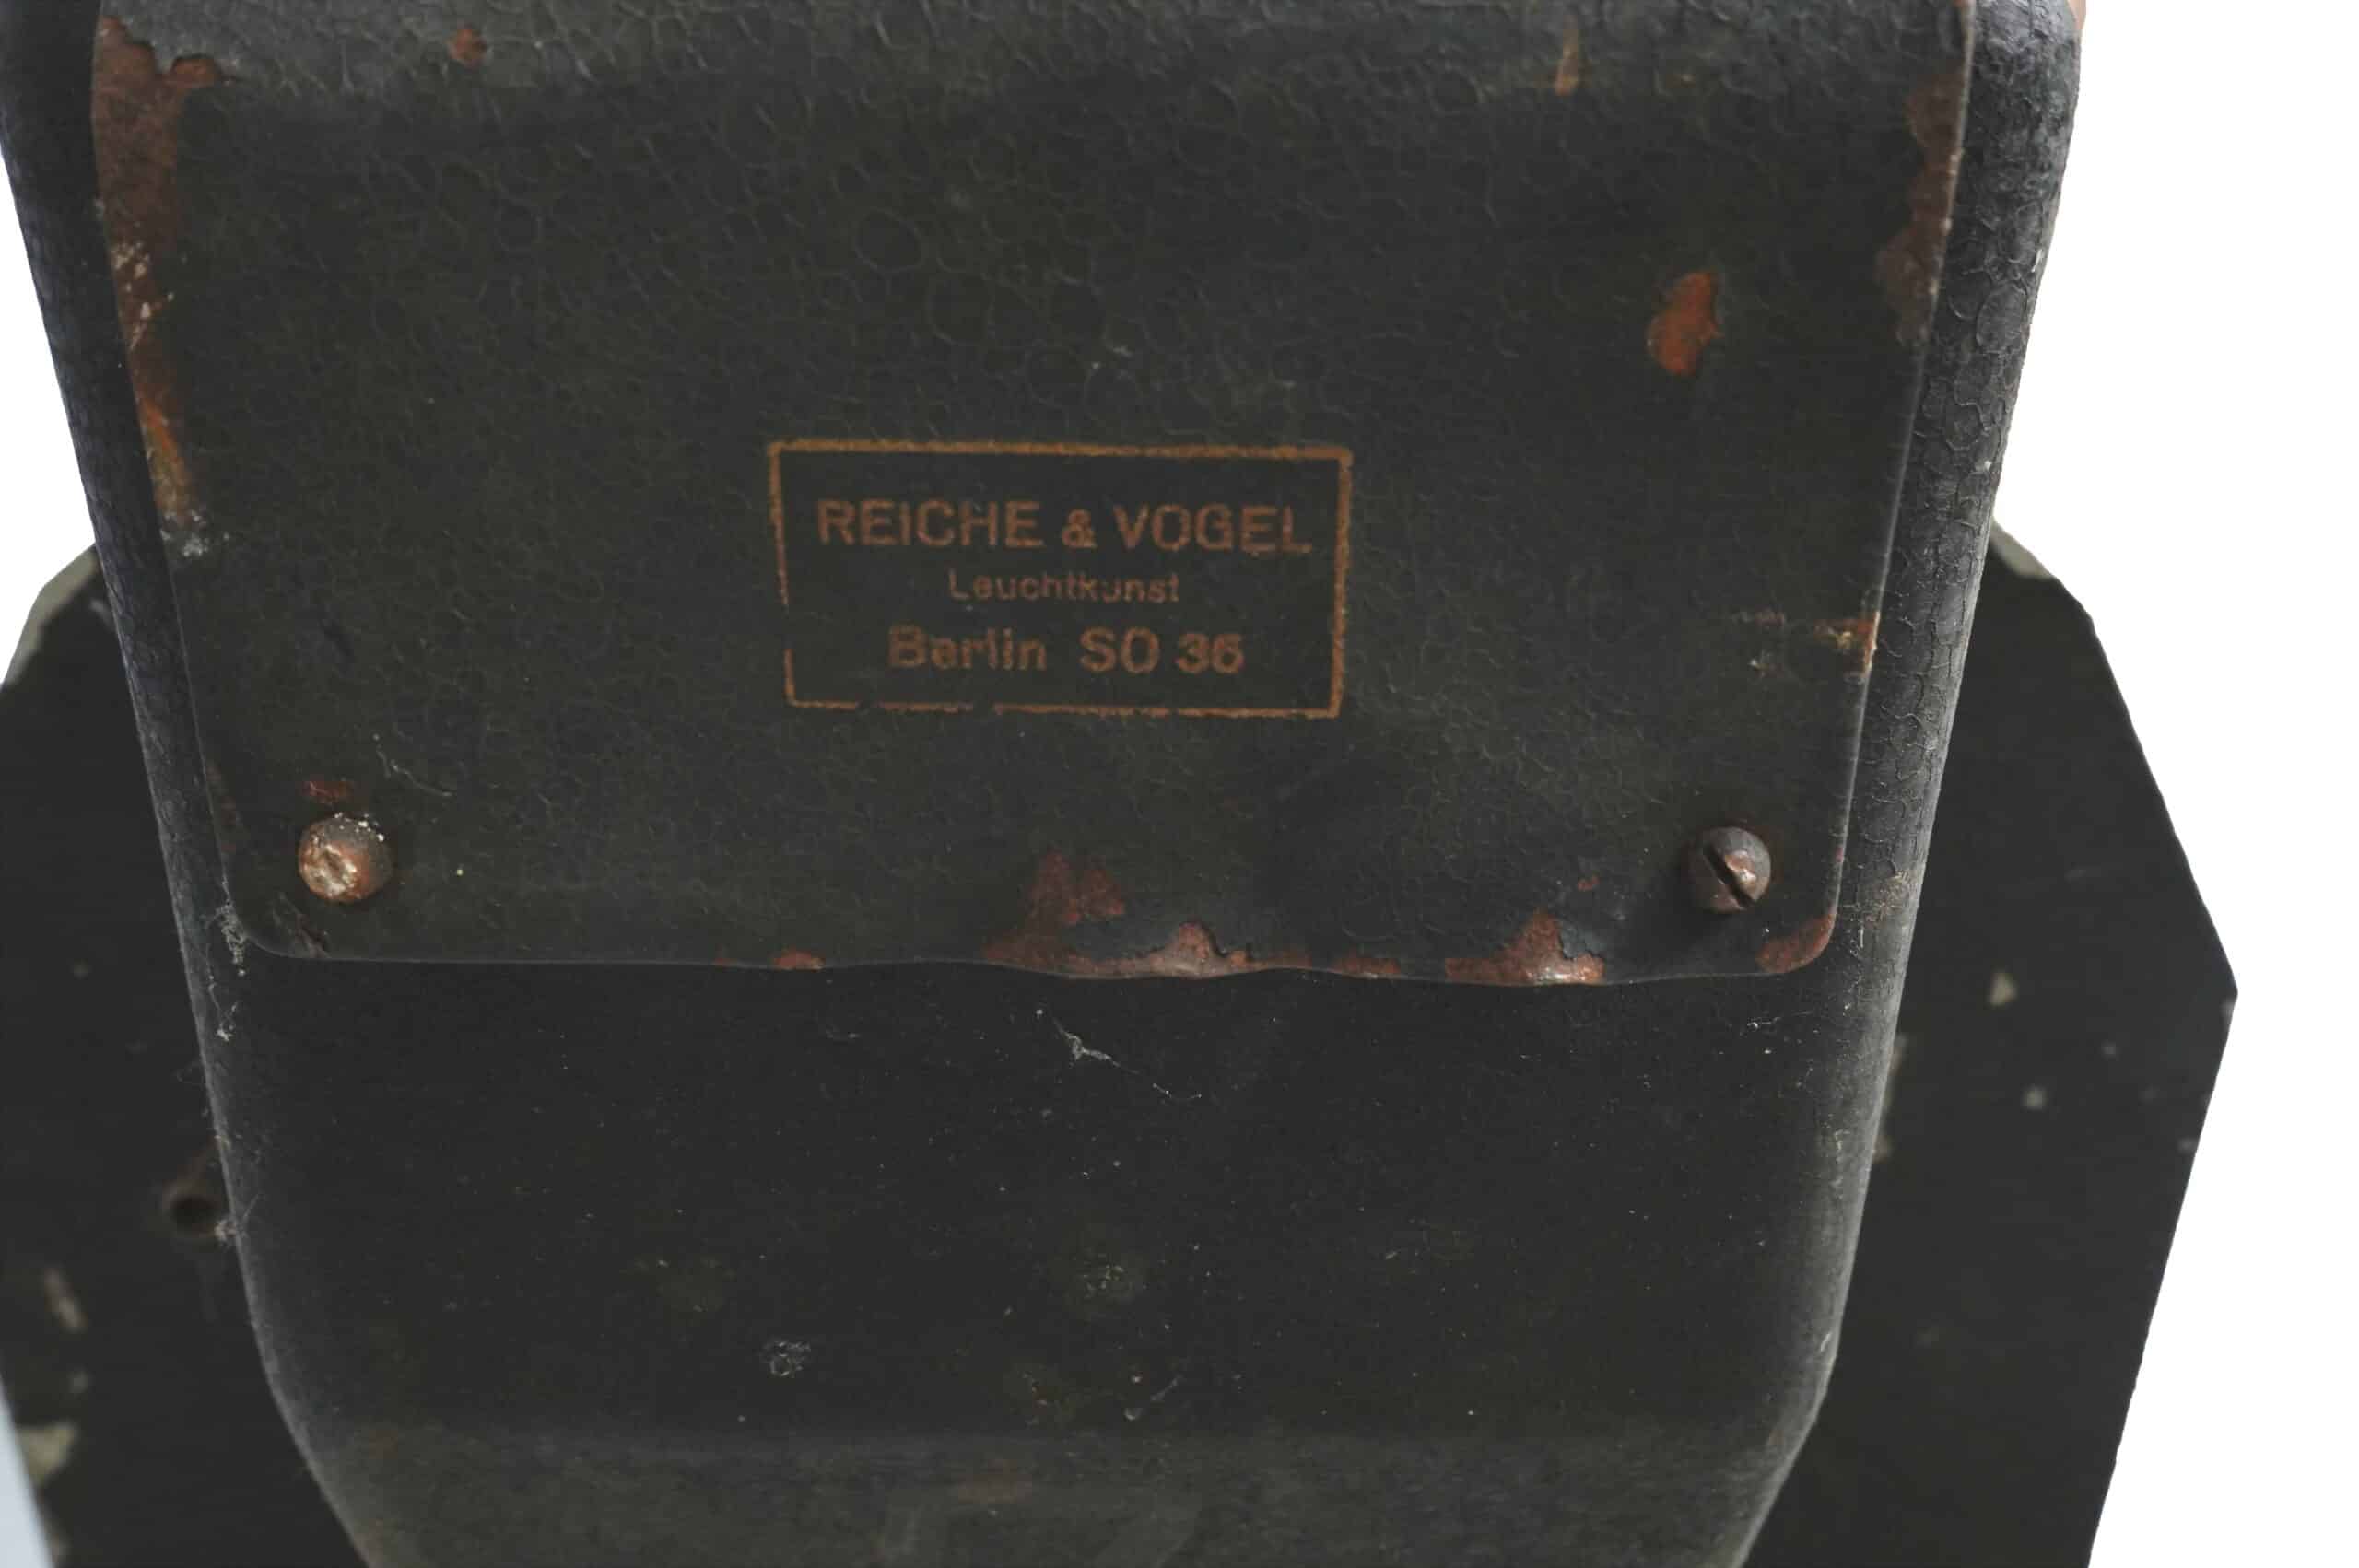 REICHE & VOGEL
Leuchtkunst
Berlin SO 36